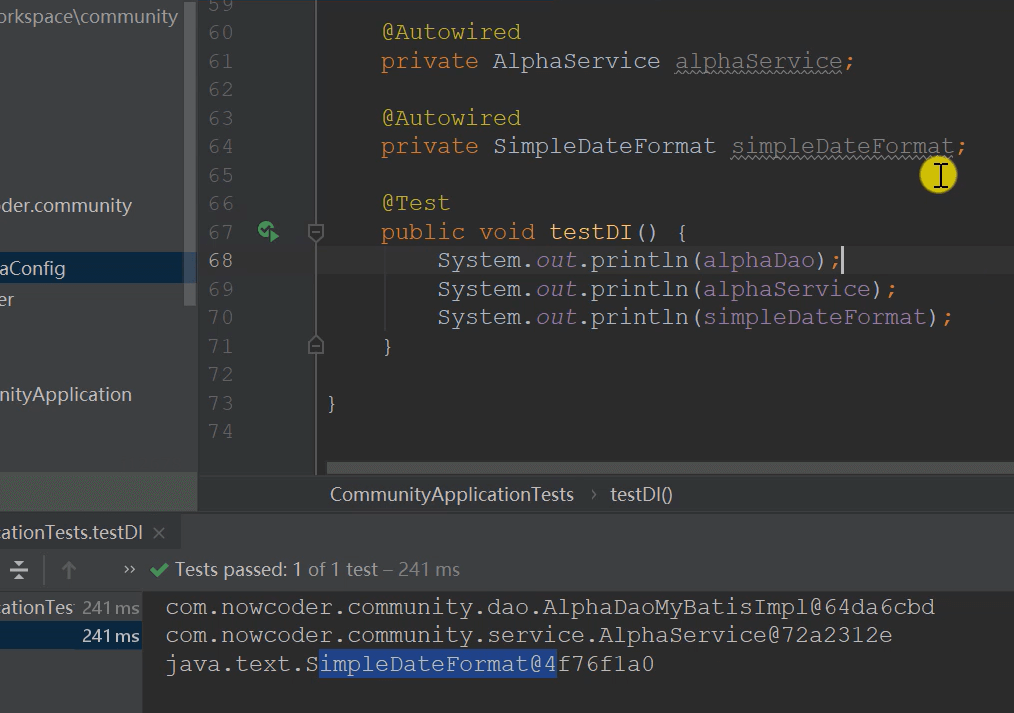 orkspace\community
der.community
aConfig
er
nityApplication
59
60 @Autowired
61 private AlphaService alphaService;
62
63 @Autowired
64 private SimpleDateFormat simpleDateFormat;
65
66 @Test
67 public void testDI() {
68 System.out.println(alphaDao);
69 System.out.println(alphaService);
70 System.out.println(simpleDateFormat);
71 }
72
73 }
74
CommunityApplicationTests › testDI()
cationTests.testDI ×
» Tests passed: 1 of 1 test – 241 ms
cationTes 241 ms
241 ms
com.nowcoder.community.dao.AlphaDaoMyBatisImpl@64da6cbd
com.nowcoder.community.service.AlphaService@72a2312e
java.text.SimpleDateFormat@4f76f1a0